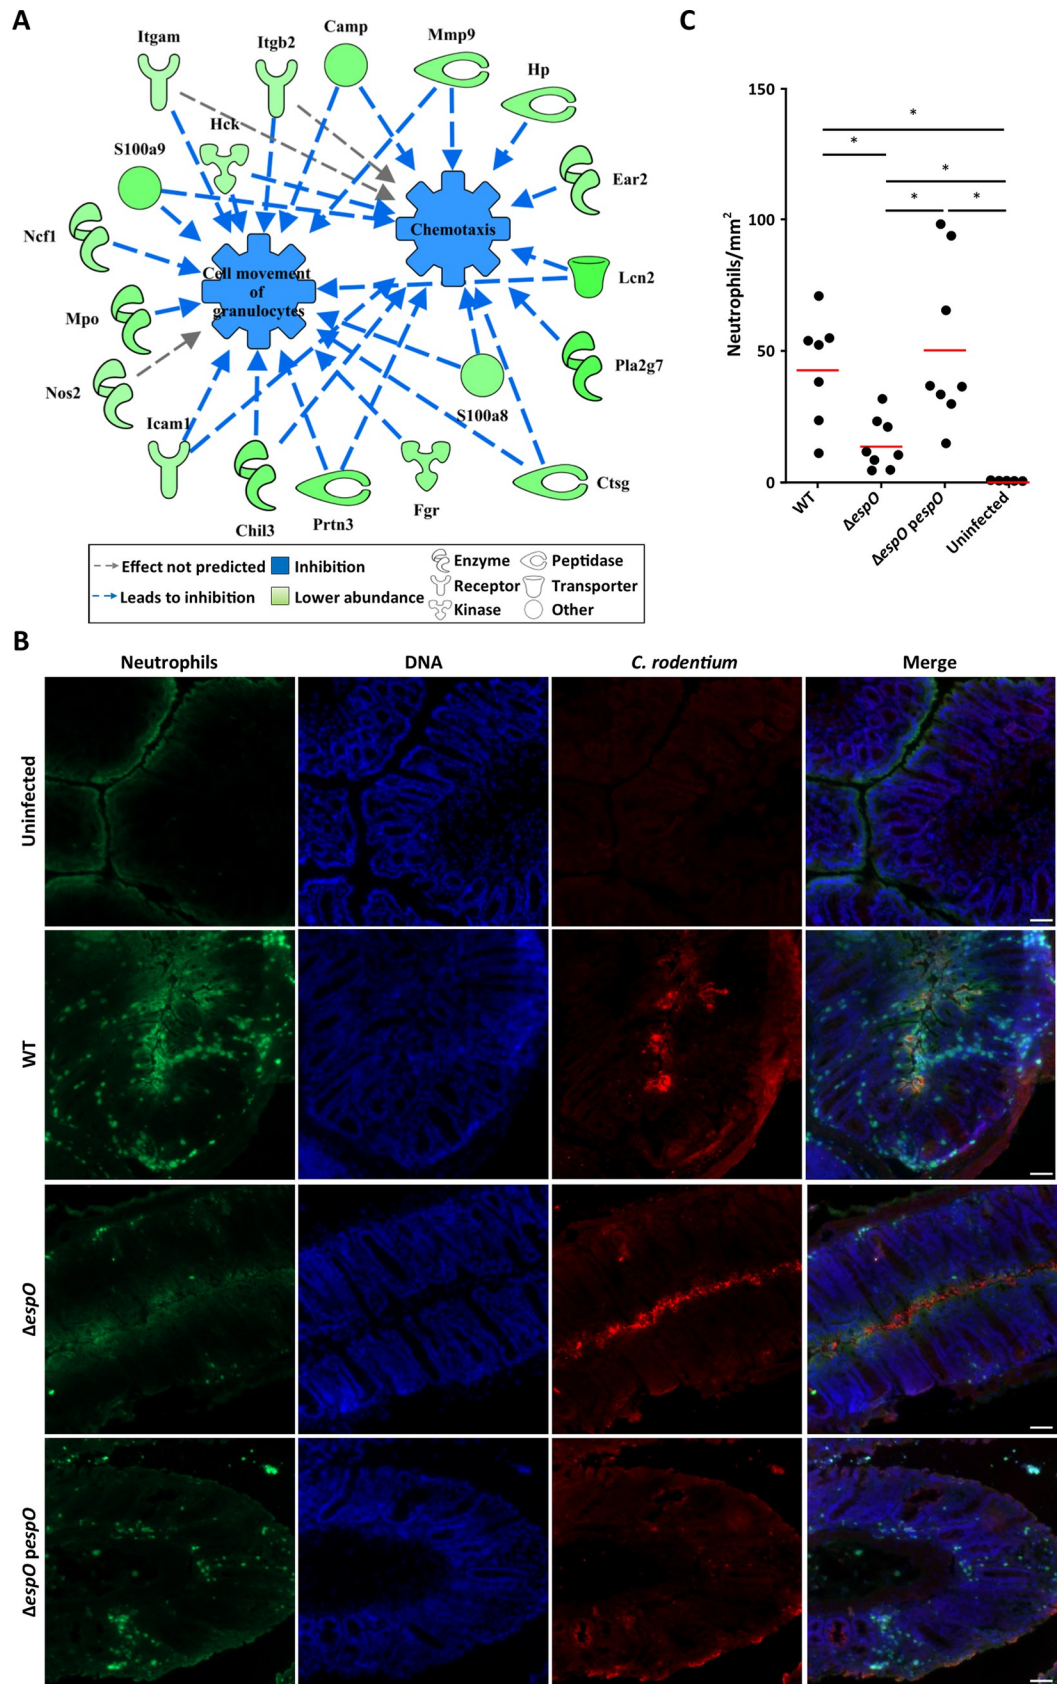 A
Itgam
Itgb2
Camp
Mmp9
Hp
Hck
S100a9
Ear2
Ncf1
Chemotaxis
Cell movement
of
granulocytes
Lcn2
Mpo
Pla2g7
Nos2
S100a8
Icam1
Ctsg
Chil3
Prtn3
Fgr
Effect not predicted
Inhibition
Enzyme
Peptidase
Leads to inhibition
Lower abundance
Receptor
Transporter
Kinase
Other
C
Neutrophils/mm²
150
100
50
0
*
*
*
*
*
WT
ΔespO
ΔespO pespO
Uninfected
B
Neutrophils
DNA
C. rodentium
Merge
Uninfected
WT
ΔespO
ΔespO pespO